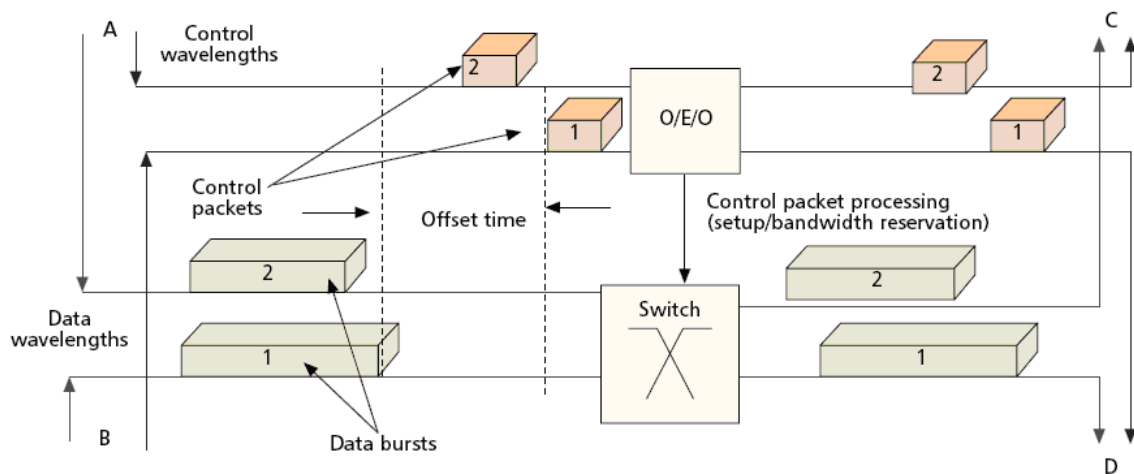 A
Control
wavelengths
C
2
2
1
O/E/O
1
Control
packets
Offset time
Control packet processing
(setup/bandwidth reservation)
2
2
Switch
Data
wavelengths
1
1
B
Data bursts
D